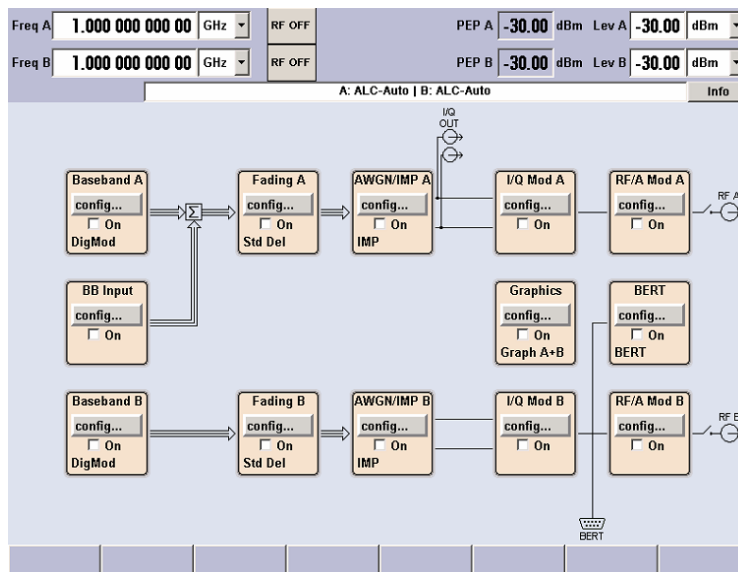 Freq A 1.000 000 000 00 GHz RF OFF PEP A -30.00 dBm Lev A -30.00 dBm
Freq B 1.000 000 000 00 GHz RF OFF PEP B -30.00 dBm Lev B -30.00 dBm
A: ALC-Auto | B: ALC-Auto Info
I/Q
OUT
Baseband A Fading A AWGN/IMP A I/Q Mod A RF/A Mod A
config... config... config... config... config... RF A
On On On On On
DigMod Std Del IMP
BB Input Graphics BERT
config... config... config...
On On On
Graph A+B BERT
Baseband B Fading B AWGN/IMP B I/Q Mod B RF/A Mod B
config... config... config... config... config... RF B
On On On On On
DigMod Std Del IMP
BERT